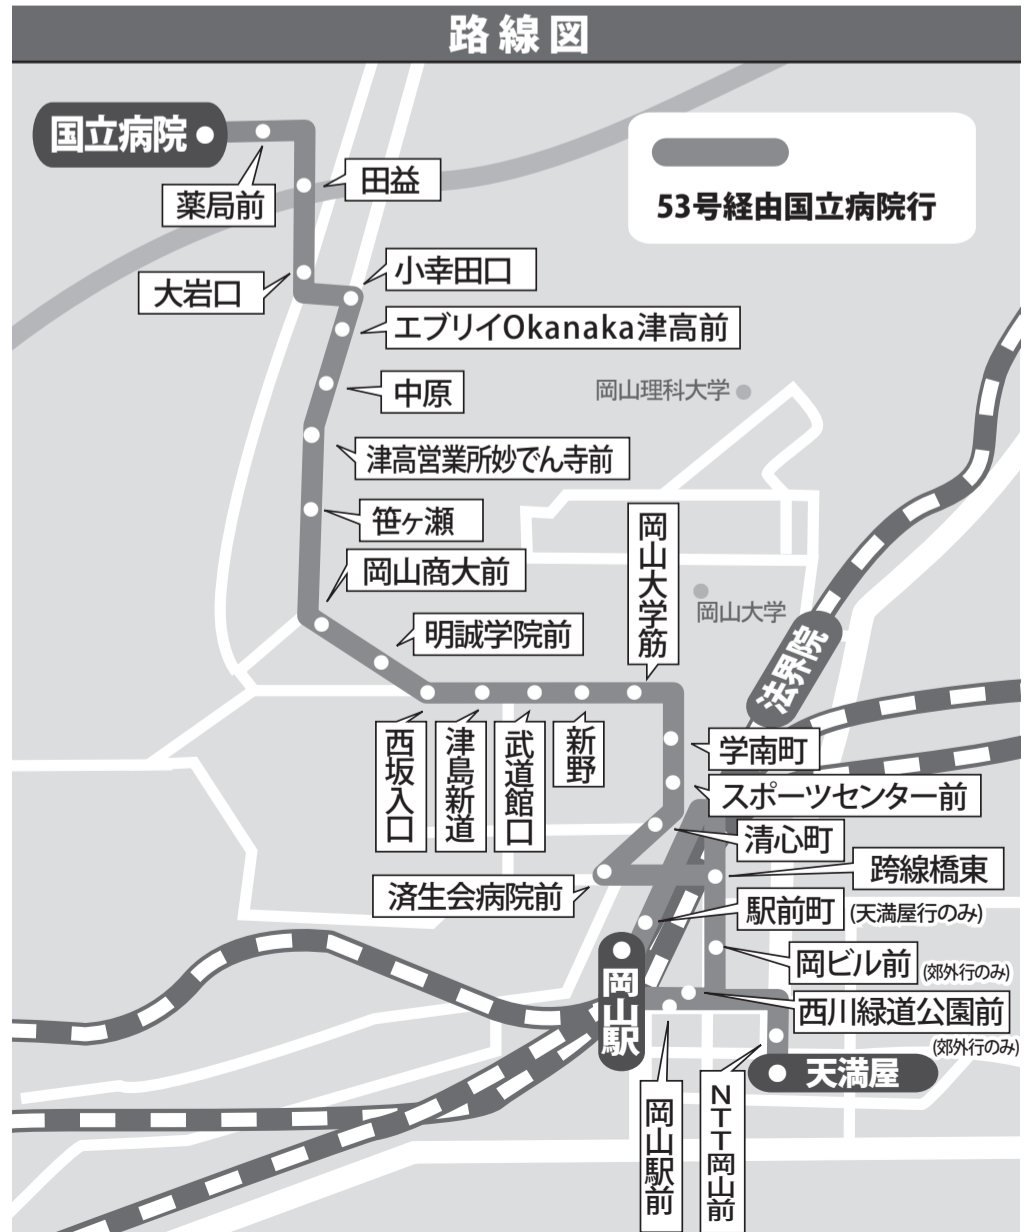 路線図
国立病院
薬局前
田益
53号経由国立病院行
大岩口
小幸田口
エブリイOkanaka津高前
中原
岡山理科大学
津高営業所妙でん寺前
笹ヶ瀬
岡山商大前
岡山大学筋
岡山大学
明誠学院前
法界院
西坂入口
津島新道
武道館口
新野
学南町
スポーツセンター前
清心町
跨線橋東
済生会病院前
駅前町 (天満屋行のみ)
岡ビル前 (郊外行のみ)
岡山駅
西川緑道公園前
(郊外行のみ)
天満屋
岡山駅前
NTT岡山前